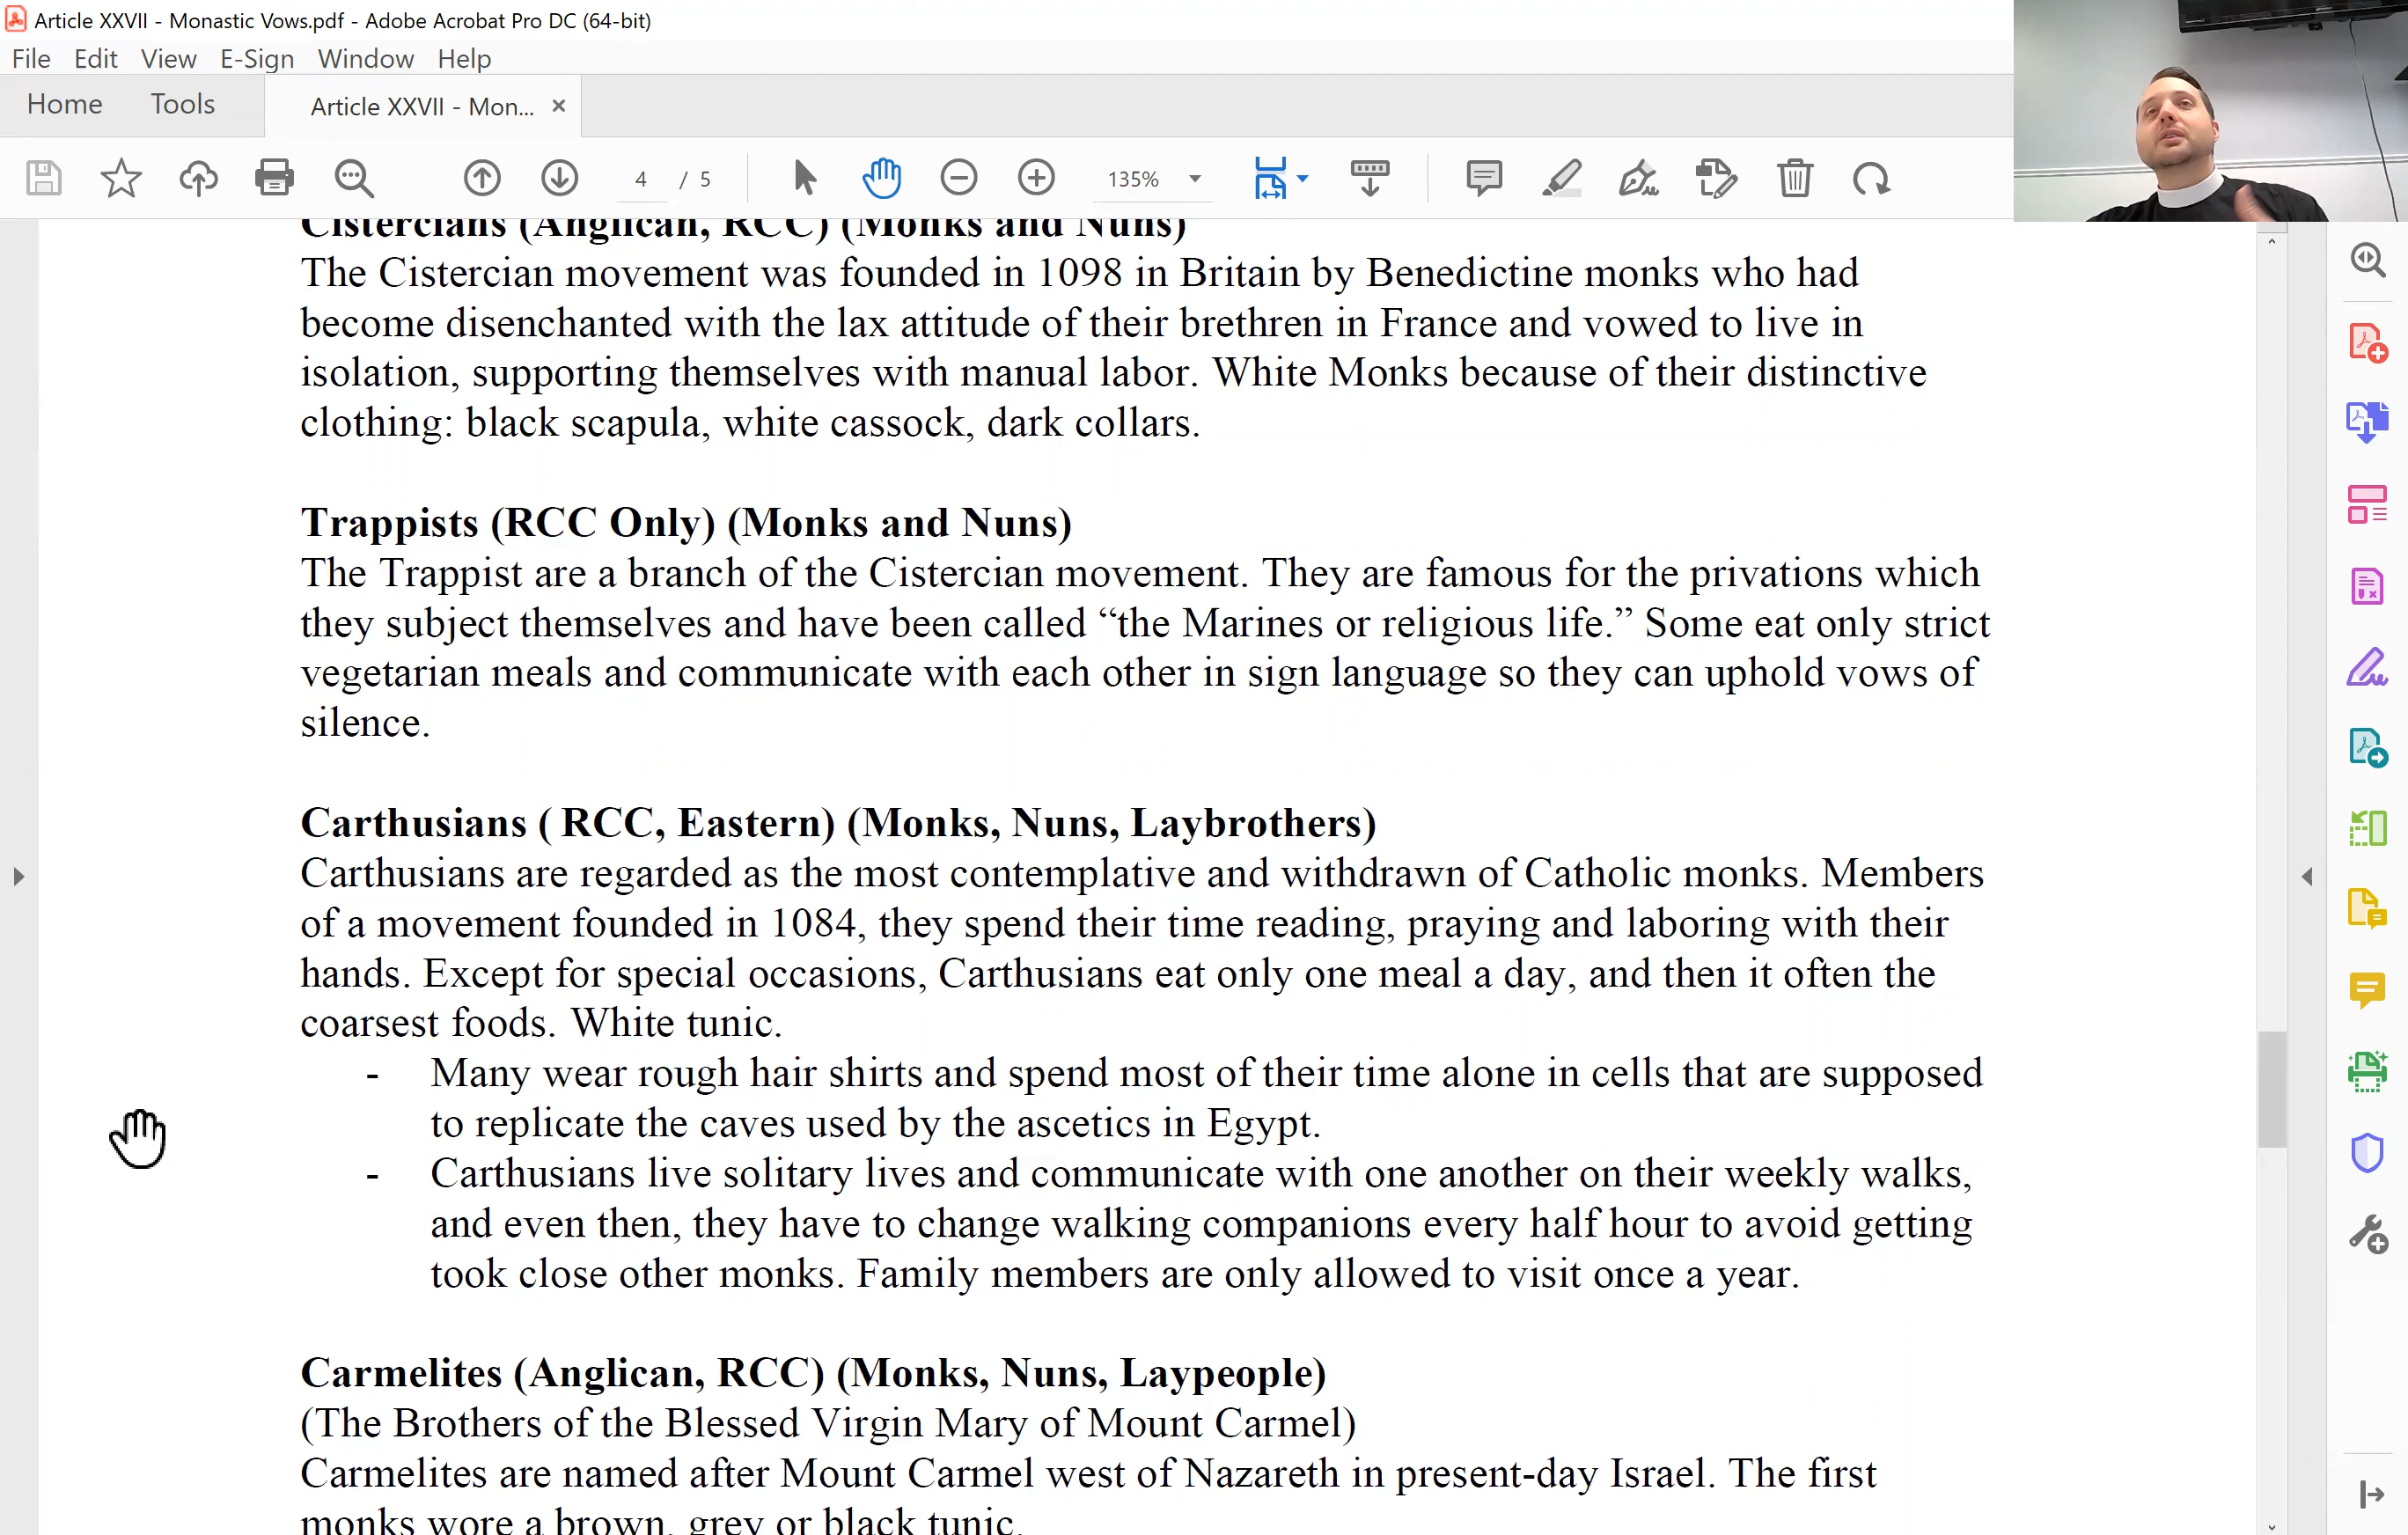 Article XXVII - Monastic Vows.pdf - Adobe Acrobat Pro DC (64-bit)
File Edit View E-Sign Window Help
Home Tools Article XXVII - Mon... ×
4 / 5 135%
Cistercians (Anglican, RCC) (Monks and Nuns)
The Cistercian movement was founded in 1098 in Britain by Benedictine monks who had
become disenchanted with the lax attitude of their brethren in France and vowed to live in
isolation, supporting themselves with manual labor. White Monks because of their distinctive
clothing: black scapula, white cassock, dark collars.
Trappists (RCC Only) (Monks and Nuns)
The Trappist are a branch of the Cistercian movement. They are famous for the privations which
they subject themselves and have been called “the Marines or religious life.” Some eat only strict
vegetarian meals and communicate with each other in sign language so they can uphold vows of
silence.
Carthusians ( RCC, Eastern) (Monks, Nuns, Laybrothers)
Carthusians are regarded as the most contemplative and withdrawn of Catholic monks. Members
of a movement founded in 1084, they spend their time reading, praying and laboring with their
hands. Except for special occasions, Carthusians eat only one meal a day, and then it often the
coarsest foods. White tunic.
- Many wear rough hair shirts and spend most of their time alone in cells that are supposed
to replicate the caves used by the ascetics in Egypt.
- Carthusians live solitary lives and communicate with one another on their weekly walks,
and even then, they have to change walking companions every half hour to avoid getting
took close other monks. Family members are only allowed to visit once a year.
Carmelites (Anglican, RCC) (Monks, Nuns, Laypeople)
(The Brothers of the Blessed Virgin Mary of Mount Carmel)
Carmelites are named after Mount Carmel west of Nazareth in present-day Israel. The first
monks wore a brown, grey or black tunic.